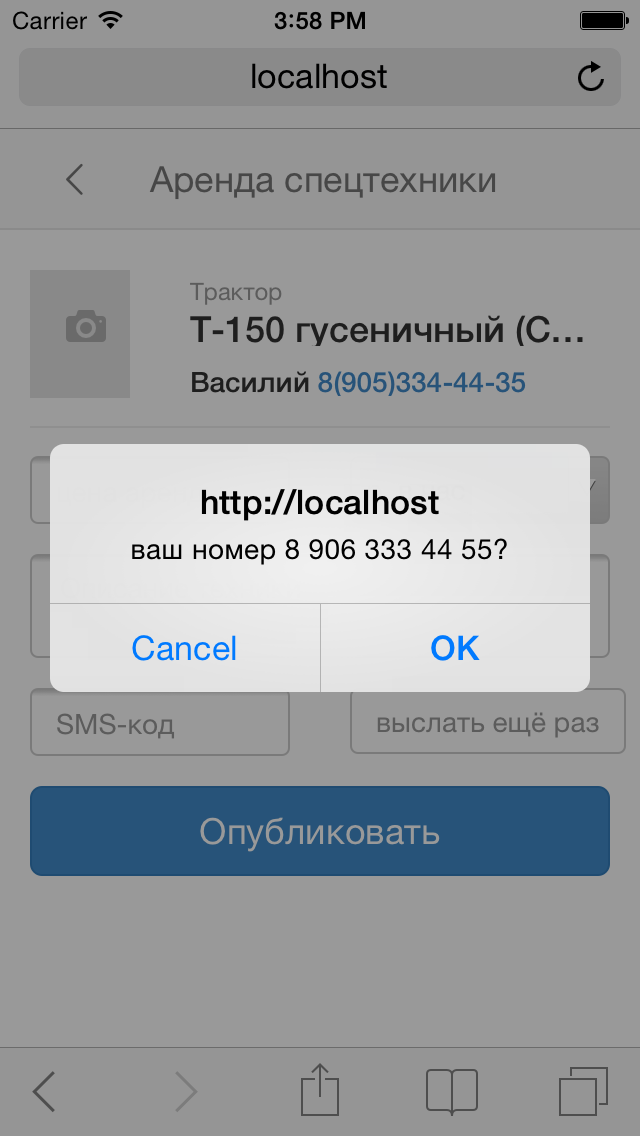 Carrier 3:58 PM
localhost
Аренда спецтехники
Трактор
Т-150 гусеничный (С...
Василий 8(905)334-44-35
http://localhost
ваш номер 8 906 333 44 55?
Cancel OK
SMS-код выслать ещё раз
Опубликовать